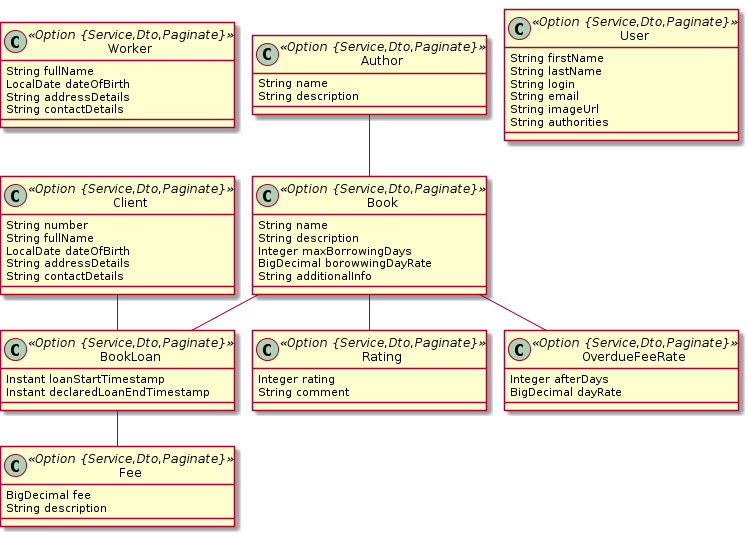 C «Option {Service,Dto,Paginate}»
Worker
String fullName
LocalDate dateOfBirth
String addressDetails
String contactDetails
C «Option {Service,Dto,Paginate}»
Author
String name
String description
C «Option {Service,Dto,Paginate}»
User
String firstName
String lastName
String login
String email
String imageUrl
String authorities
C «Option {Service,Dto,Paginate}»
Client
String number
String fullName
LocalDate dateOfBirth
String addressDetails
String contactDetails
C «Option {Service,Dto,Paginate}»
Book
String name
String description
Integer maxBorrowingDays
BigDecimal borowwingDayRate
String additionalInfo
C «Option {Service,Dto,Paginate}»
BookLoan
Instant loanStartTimestamp
Instant declaredLoanEndTimestamp
C «Option {Service,Dto,Paginate}»
Rating
Integer rating
String comment
C «Option {Service,Dto,Paginate}»
OverdueFeeRate
Integer afterDays
BigDecimal dayRate
C «Option {Service,Dto,Paginate}»
Fee
BigDecimal fee
String description